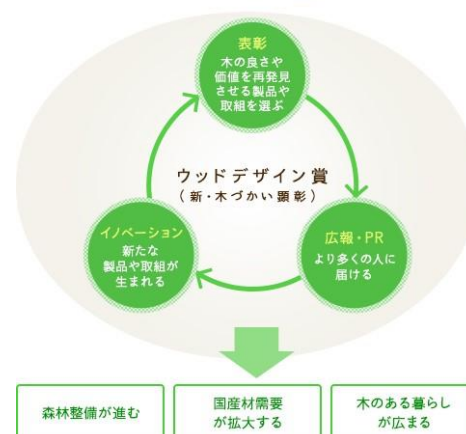 表彰
木の良さや
価値を再発見
させる製品や
取組を選ぶ
ウッドデザイン賞
(新・木づかい顕彰)
イノベーション
新たな
製品や取組が
生まれる
広報・PR
より多くの人に
届ける
森林整備が進む
国産材需要
が拡大する
木のある暮らし
が広まる